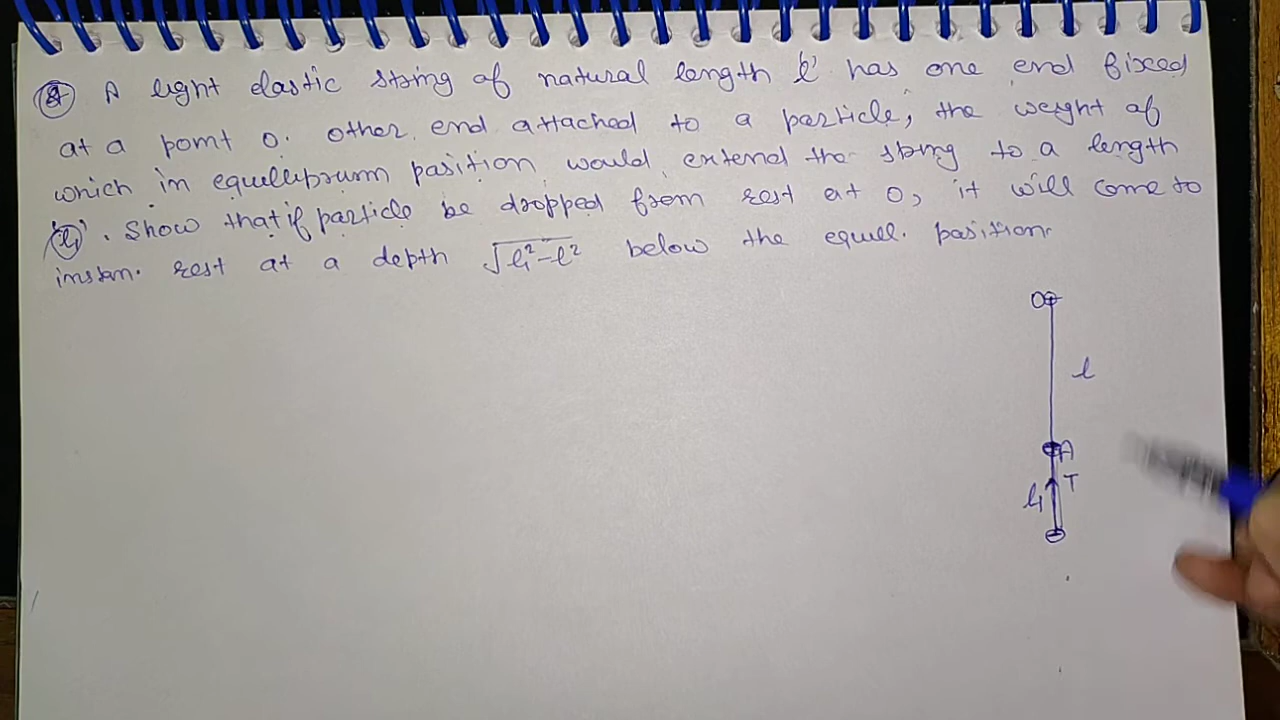 A light elastic string of natural length 'l' has one end fixed
at a point O. Other end attached to a particle, the weight of
which in equillibrium position would extend the string to a length
'l₁'. Show that if particle be dropped from rest at O, it will come to
instan. rest at a depth √l₁²-l² below the equill. position.
O
l
A
T
l₁